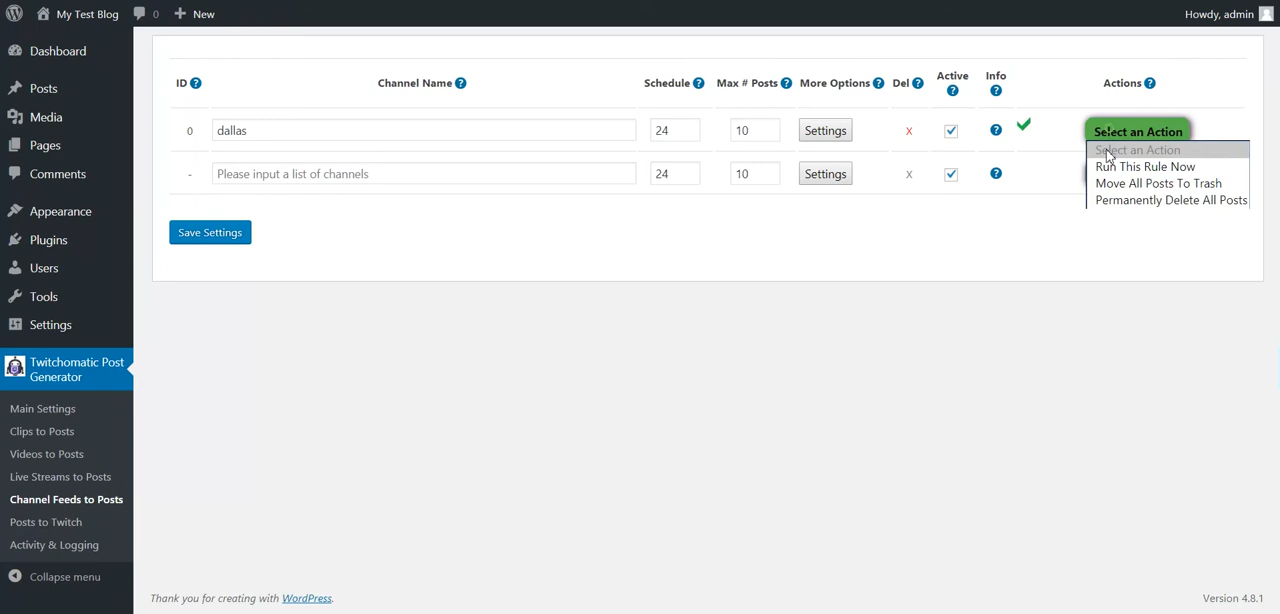 My Test Blog 0 New Howdy, admin
Dashboard
Posts
Media
Pages
Comments
Appearance
Plugins
Users
Tools
Settings
Twitchomatic Post
Generator
Main Settings
Clips to Posts
Videos to Posts
Live Streams to Posts
Channel Feeds to Posts
Posts to Twitch
Activity & Logging
Collapse menu
ID ? Channel Name ? Schedule ? Max # Posts ? More Options ? Del ? Active ? Info ? Actions ?
0 dallas 24 10 Settings X ? Select an Action
- Please input a list of channels 24 10 Settings X ?
Select an Action
Run This Rule Now
Move All Posts To Trash
Permanently Delete All Posts
Save Settings
Thank you for creating with WordPress. Version 4.8.1